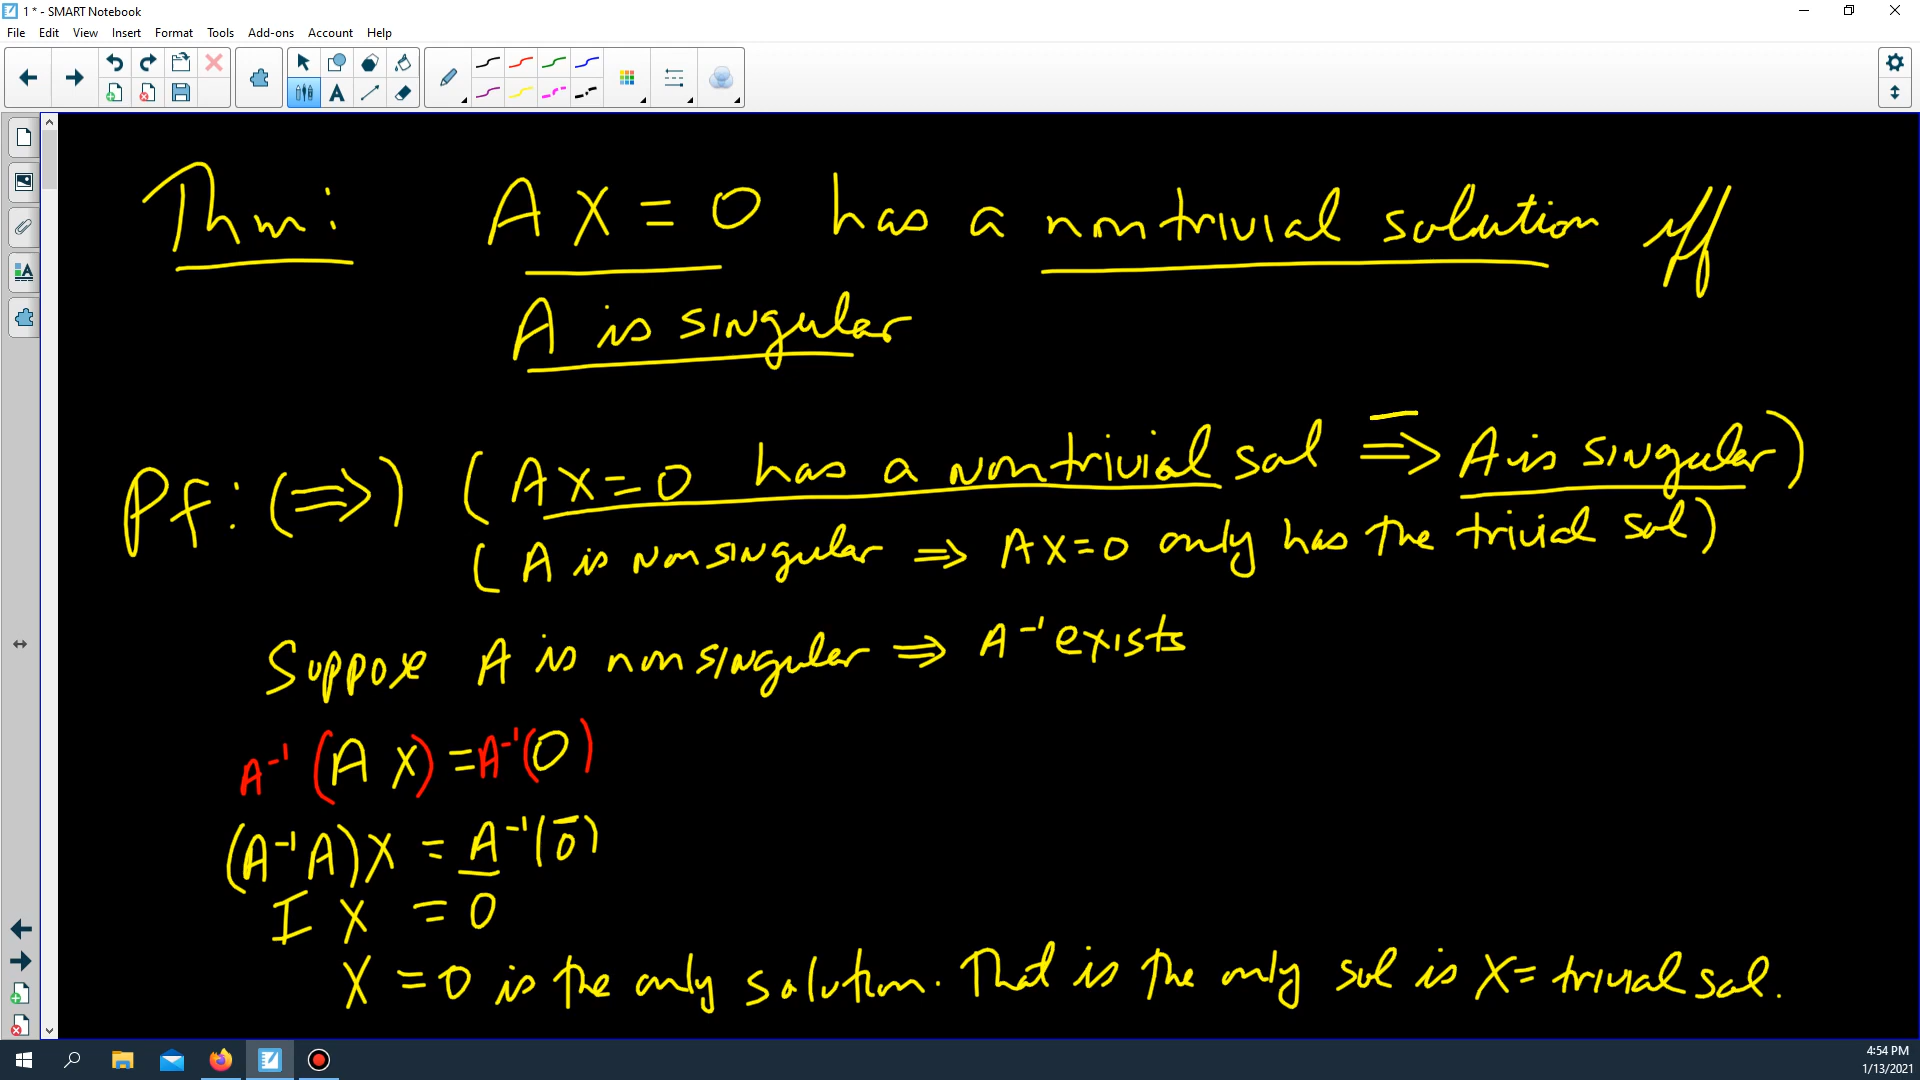 1 * - SMART Notebook
File Edit View Insert Format Tools Add-ons Account Help
Thm: AX = 0 has a nontrivial solution iff
A is singular
Pf: (⇒) (AX=0 has a nontrivial sol ⇒ A is singular)
(A is nonsingular ⇒ AX=0 only has the trivial sol)
Suppose A is nonsingular ⇒ A⁻¹ exists
A⁻¹(AX) = A⁻¹(0)
(A⁻¹A)X = A⁻¹(0̄)
IX = 0
X = 0 is the only solution. That is the only sol is X = trivial sol.
4:54 PM
1/13/2021